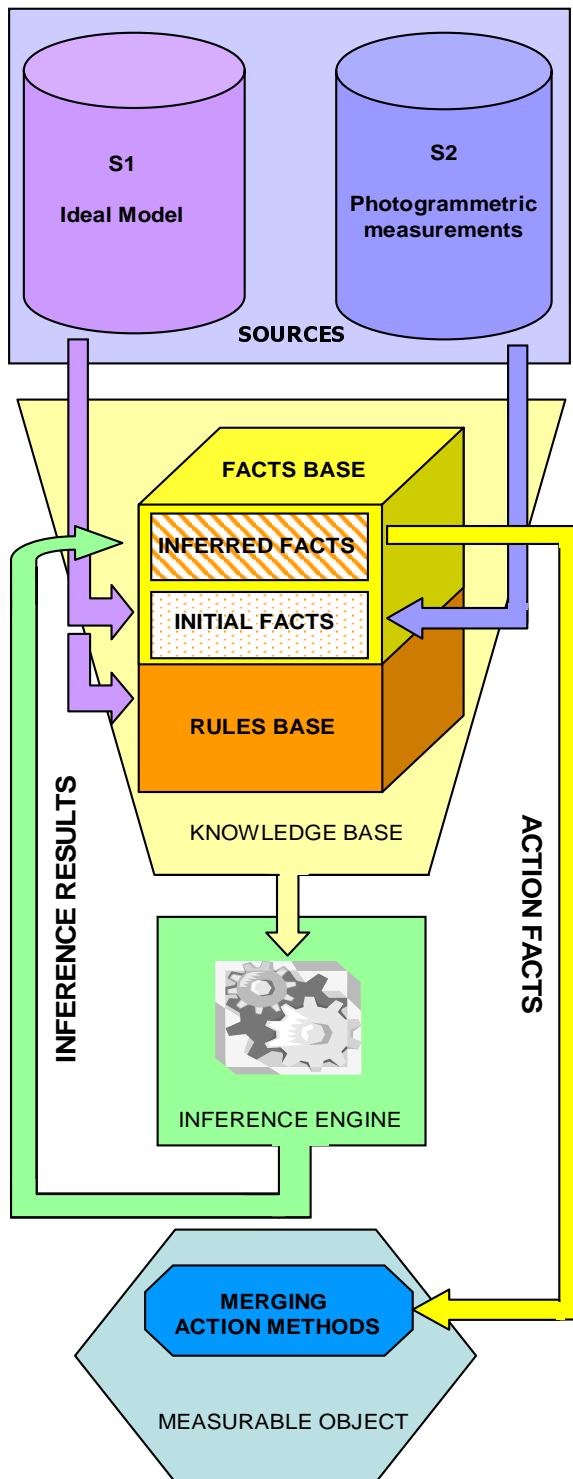 S1
Ideal Model
S2
Photogrammetric
measurements
SOURCES
FACTS BASE
INFERRED FACTS
INITIAL FACTS
RULES BASE
KNOWLEDGE BASE
INFERENCE RESULTS
ACTION FACTS
INFERENCE ENGINE
MERGING
ACTION METHODS
MEASURABLE OBJECT